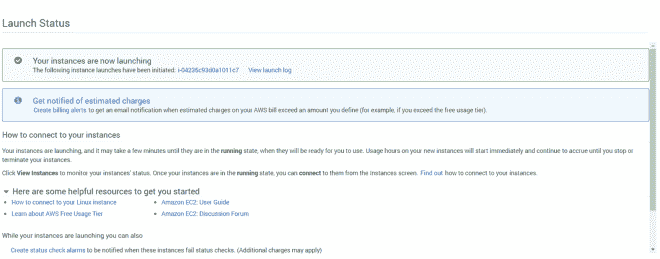 Launch Status
Your instances are now launching
The following instance launches have been initiated: i-04235c93d0a1011c7 View launch log
Get notified of estimated charges
Create billing alerts to get an email notification when estimated charges on your AWS bill exceed an amount you define (for example, if you exceed the free usage tier).
How to connect to your instances
Your instances are launching, and it may take a few minutes until they are in the running state, when they will be ready for you to use. Usage hours on your new instances will start immediately and continue to accrue until you stop or
terminate your instances.
Click View Instances to monitor your instances' status. Once your instances are in the running state, you can connect to them from the Instances screen. Find out how to connect to your instances.
Here are some helpful resources to get you started
How to connect to your Linux instance
Amazon EC2: User Guide
Learn about AWS Free Usage Tier
Amazon EC2: Discussion Forum
While your instances are launching you can also
Create status check alarms to be notified when these instances fail status checks. (Additional charges may apply)